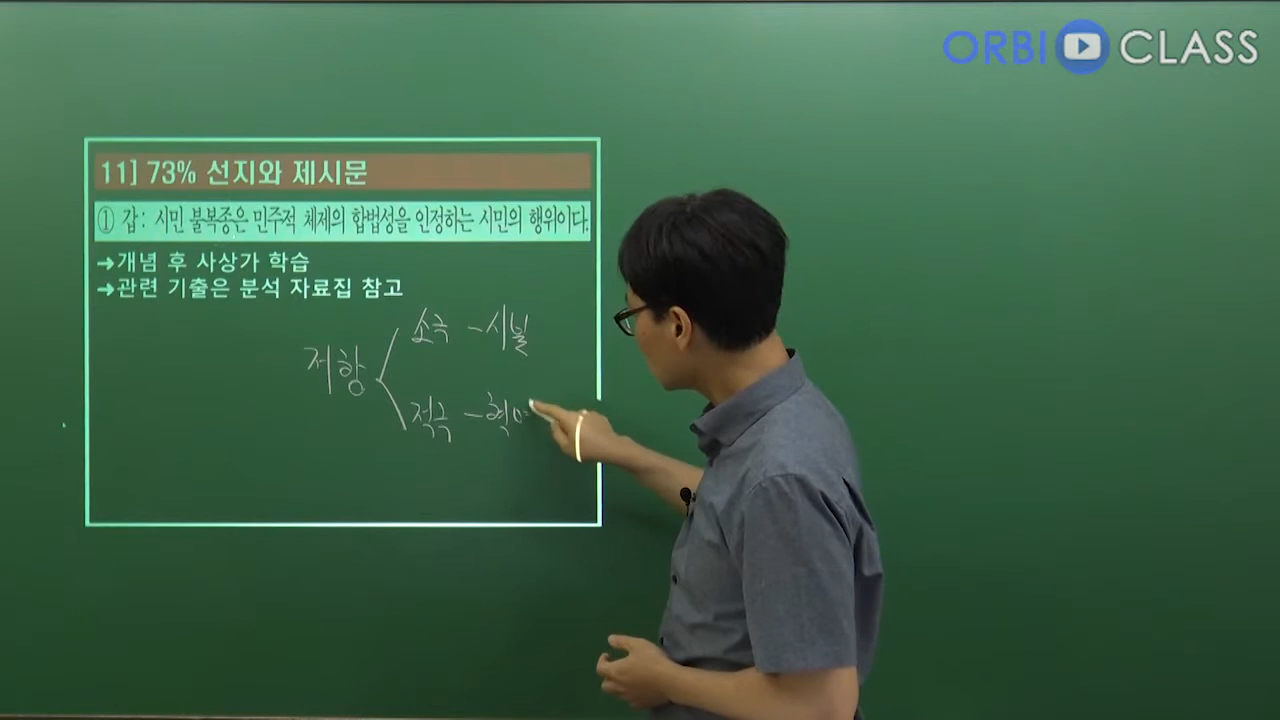 ORBI CLASS
11] 73% 선지와 제시문
① 갑: 시민 불복종은 민주적 체제의 합법성을 인정하는 시민의 행위이다.
➜개념 후 사상가 학습
➜관련 기출은 분석 자료집 참고
소극 - 시불
저항
적극 -